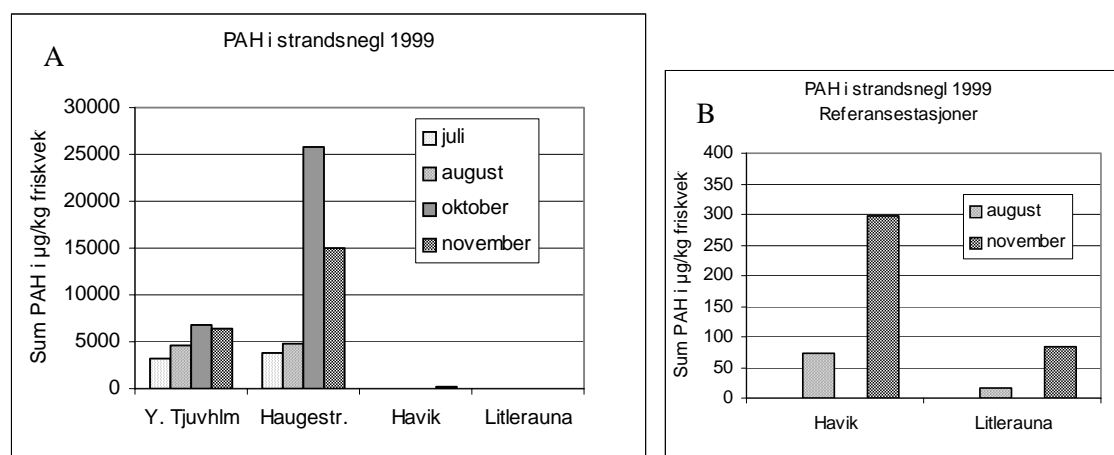 A
PAH i strandsnegl 1999
Sum PAH i µg/kg friskvek
30000
25000
20000
15000
10000
5000
0
juli
august
oktober
november
Y. Tjuvhlm Haugestr. Havik Litlerauna
B
PAH i strandsnegl 1999
Referansestasjoner
Sum PAH i µg/kg friskvek
400
350
300
250
200
150
100
50
0
august
november
Havik Litlerauna